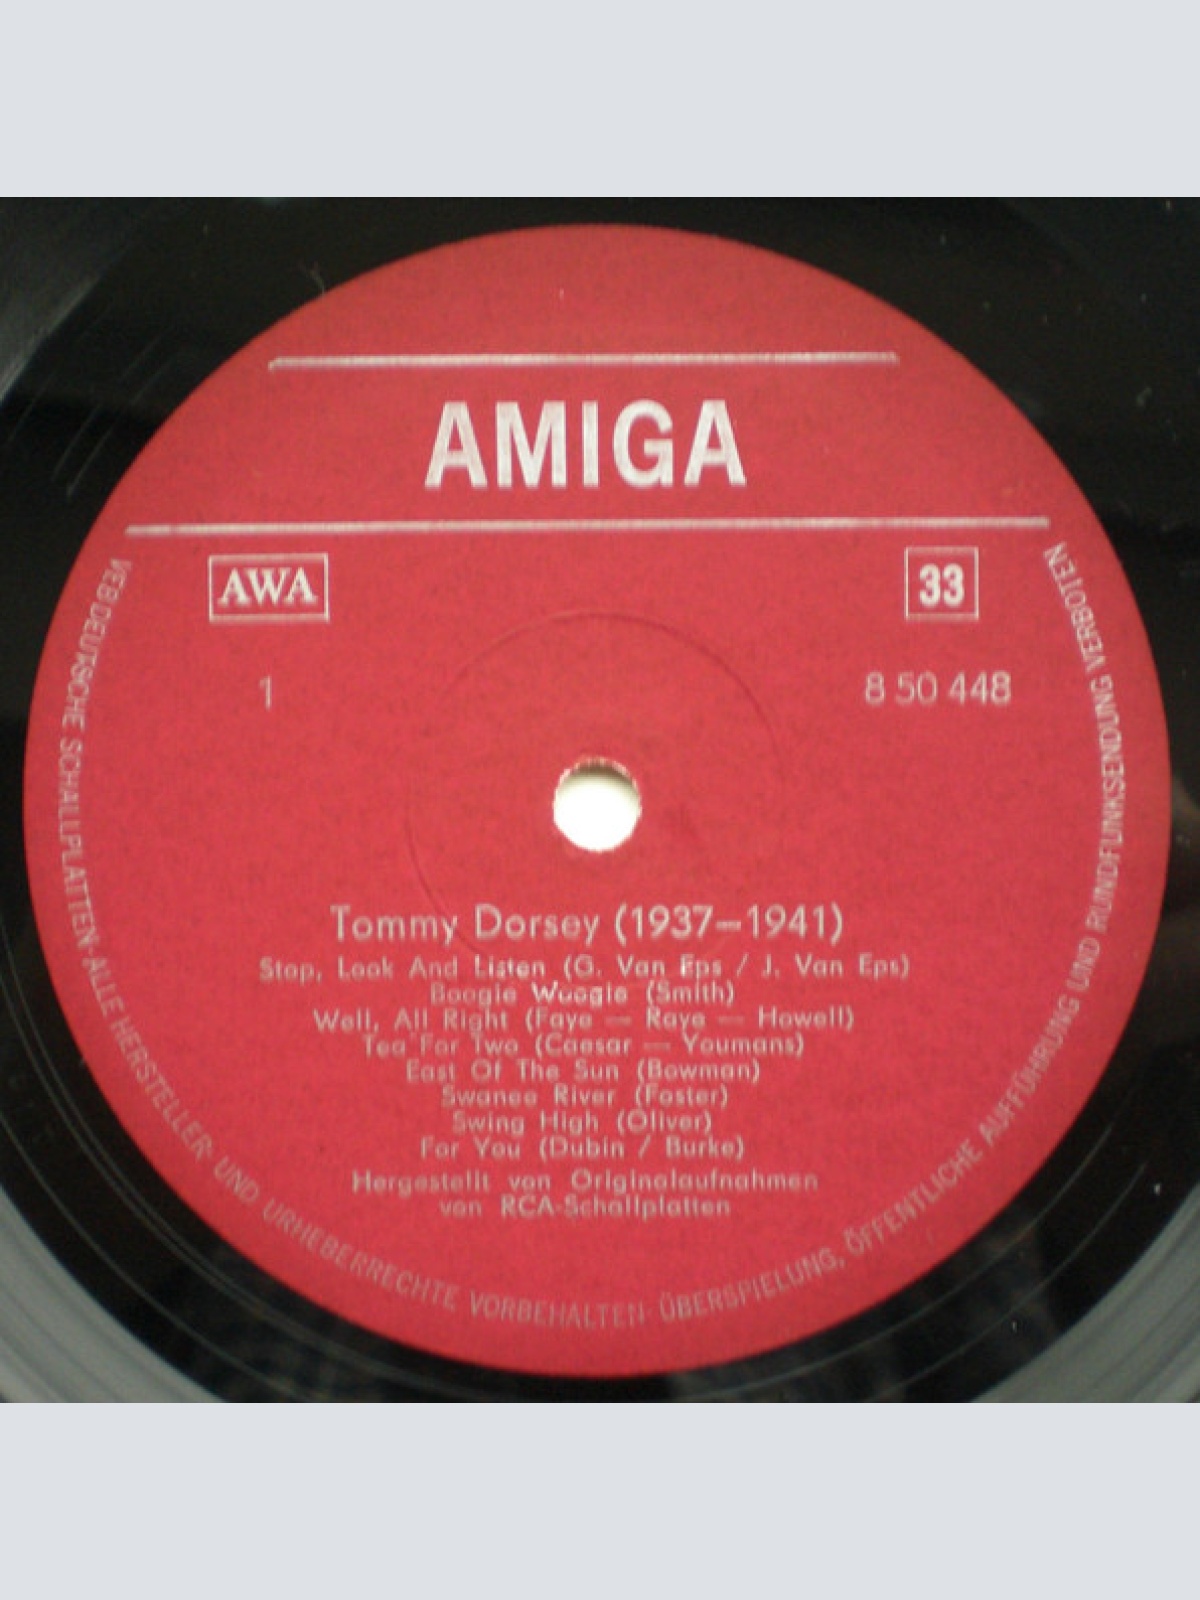 AMIGA
AWA
33
1
8 50 448
Tommy Dorsey (1937–1941)
Stop, Look And Listen (G. Van Eps / J. Van Eps)
Boogie Woogie (Smith)
Well, All Right (Faye — Raye — Howell)
Tea For Two (Caesar — Youmans)
East Of The Sun (Bowman)
Swanee River (Foster)
Swing High (Oliver)
For You (Dubin / Burke)
Hergestellt von Originalaufnahmen
von RCA-Schallplatten
VEB DEUTSCHE SCHALLPLATTEN · ALLE HERSTELLER- UND URHEBERRECHTE VORBEHALTEN · ÜBERSPIELUNG, ÖFFENTLICHE AUFFÜHRUNG UND RUNDFUNKSENDUNG VERBOTEN